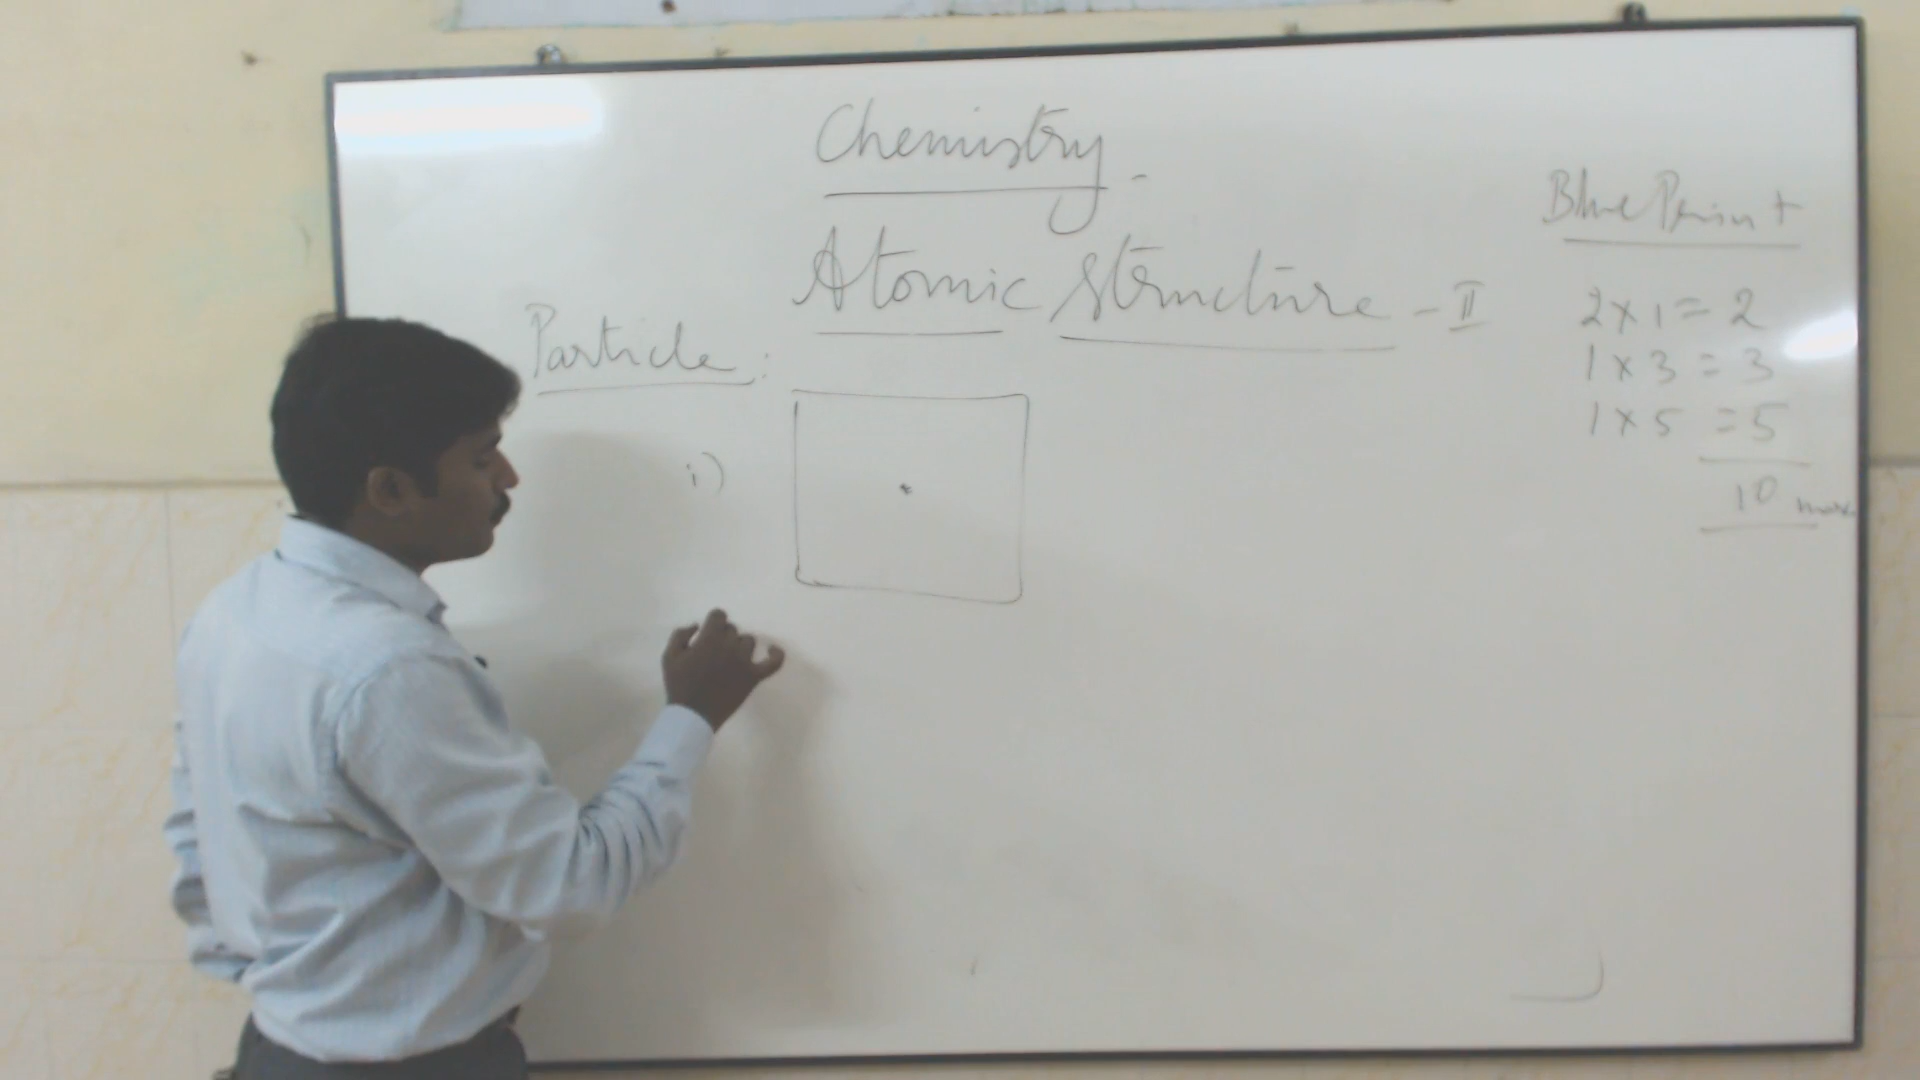 Chemistry -
Atomic Structure - II
Particle :
i)
Blue Print
2 x 1 = 2
1 x 3 = 3
1 x 5 = 5
10